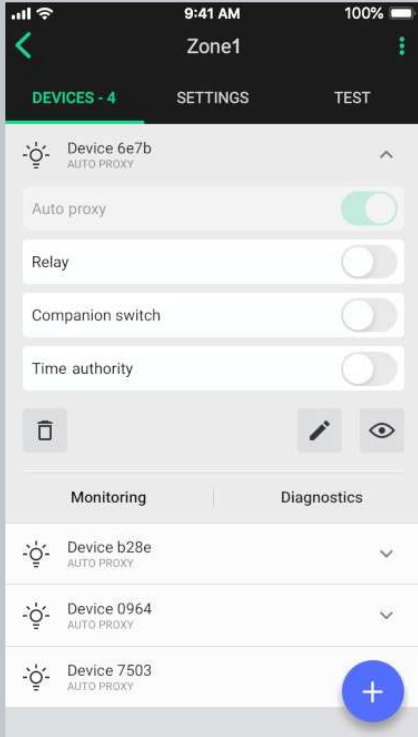 9:41 AM
100%
Zone1
DEVICES - 4
SETTINGS
TEST
Device 6e7b
AUTO PROXY
Auto proxy
Relay
Companion switch
Time authority
Monitoring
Diagnostics
Device b28e
AUTO PROXY
Device 0964
AUTO PROXY
Device 7503
AUTO PROXY